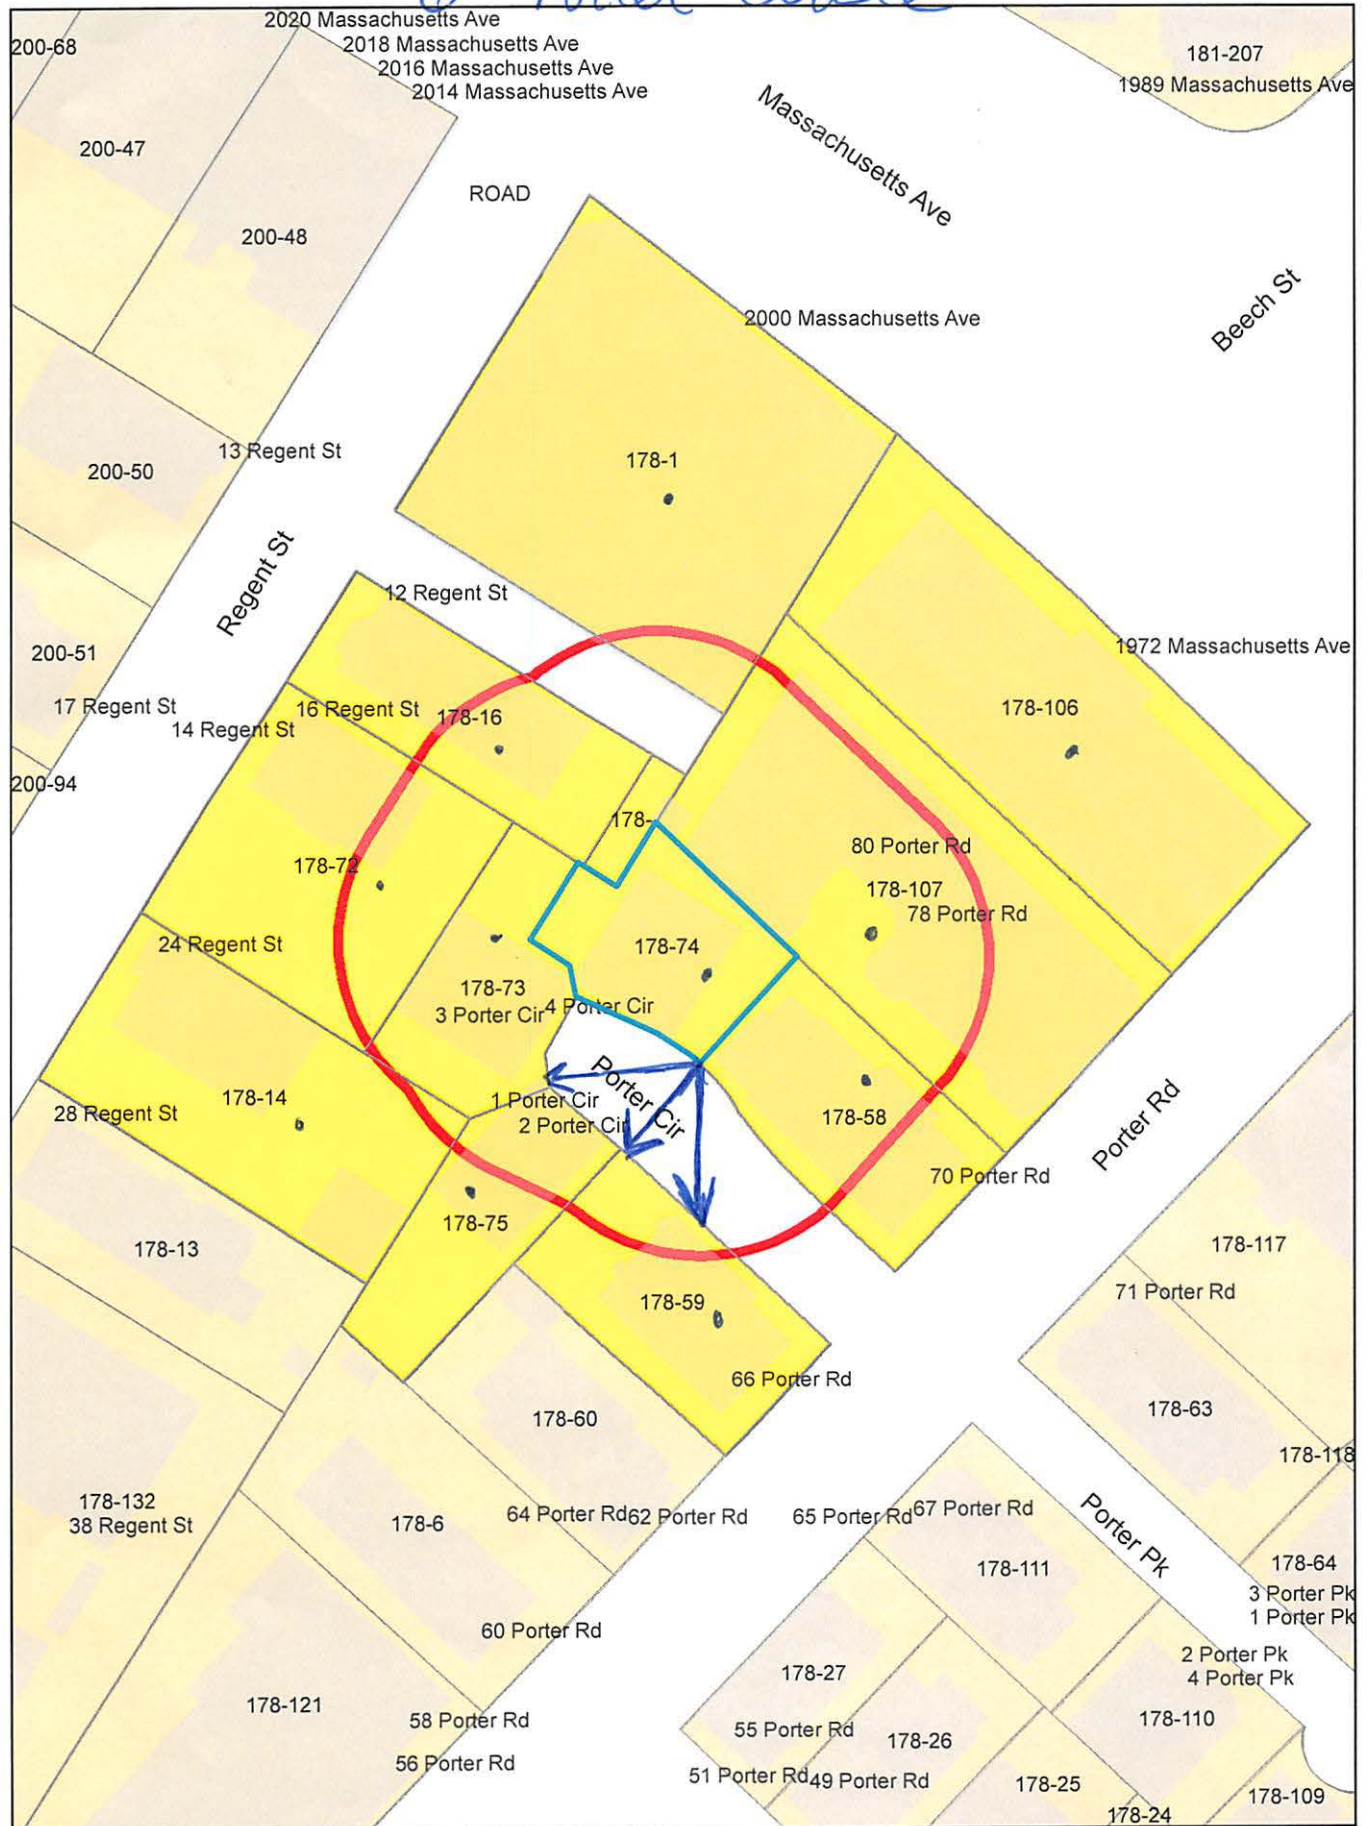 2020 Massachusetts Ave
200-68
2018 Massachusetts Ave
181-207
2016 Massachusetts Ave
1989 Massachusetts Ave
2014 Massachusetts Ave
Massachusetts Ave
200-47
ROAD
200-48
Beech St
2000 Massachusetts Ave
13 Regent St
178-1
200-50
Regent St
12 Regent St
1972 Massachusetts Ave
200-51
17 Regent St
16 Regent St
178-16
178-106
14 Regent St
200-94
178-
80 Porter Rd
178-72
178-107
78 Porter Rd
24 Regent St
178-74
178-73
4 Porter Cir
3 Porter Cir
Porter Cir
1 Porter Cir
178-14
28 Regent St
2 Porter Cir
178-58
Porter Rd
70 Porter Rd
178-75
178-13
178-117
71 Porter Rd
178-59
66 Porter Rd
178-60
178-63
178-118
178-132
38 Regent St
178-6
64 Porter Rd
62 Porter Rd
65 Porter Rd
67 Porter Rd
Porter Pk
178-111
178-64
3 Porter Pk
1 Porter Pk
60 Porter Rd
2 Porter Pk
4 Porter Pk
178-27
178-121
58 Porter Rd
55 Porter Rd
178-26
178-110
56 Porter Rd
51 Porter Rd
49 Porter Rd
178-25
178-109
178-24